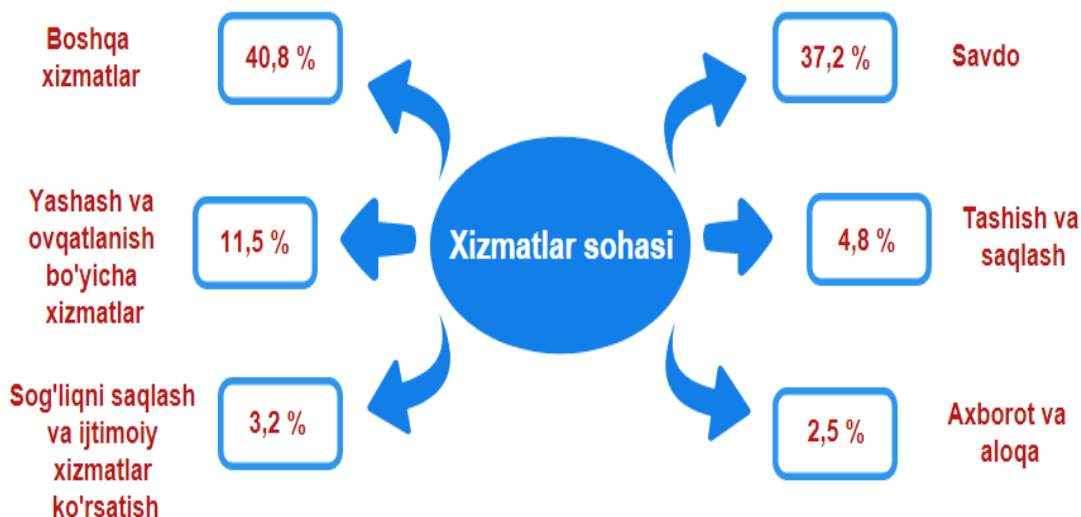 Boshqa
xizmatlar
40,8 %
37,2 %
Savdo
Yashash va
ovqatlanish
bo'yicha
xizmatlar
11,5 %
Xizmatlar sohasi
4,8 %
Tashish va
saqlash
Sog'liqni saqlash
va ijtimoiy
xizmatlar
ko'rsatish
3,2 %
2,5 %
Axborot va
aloqa